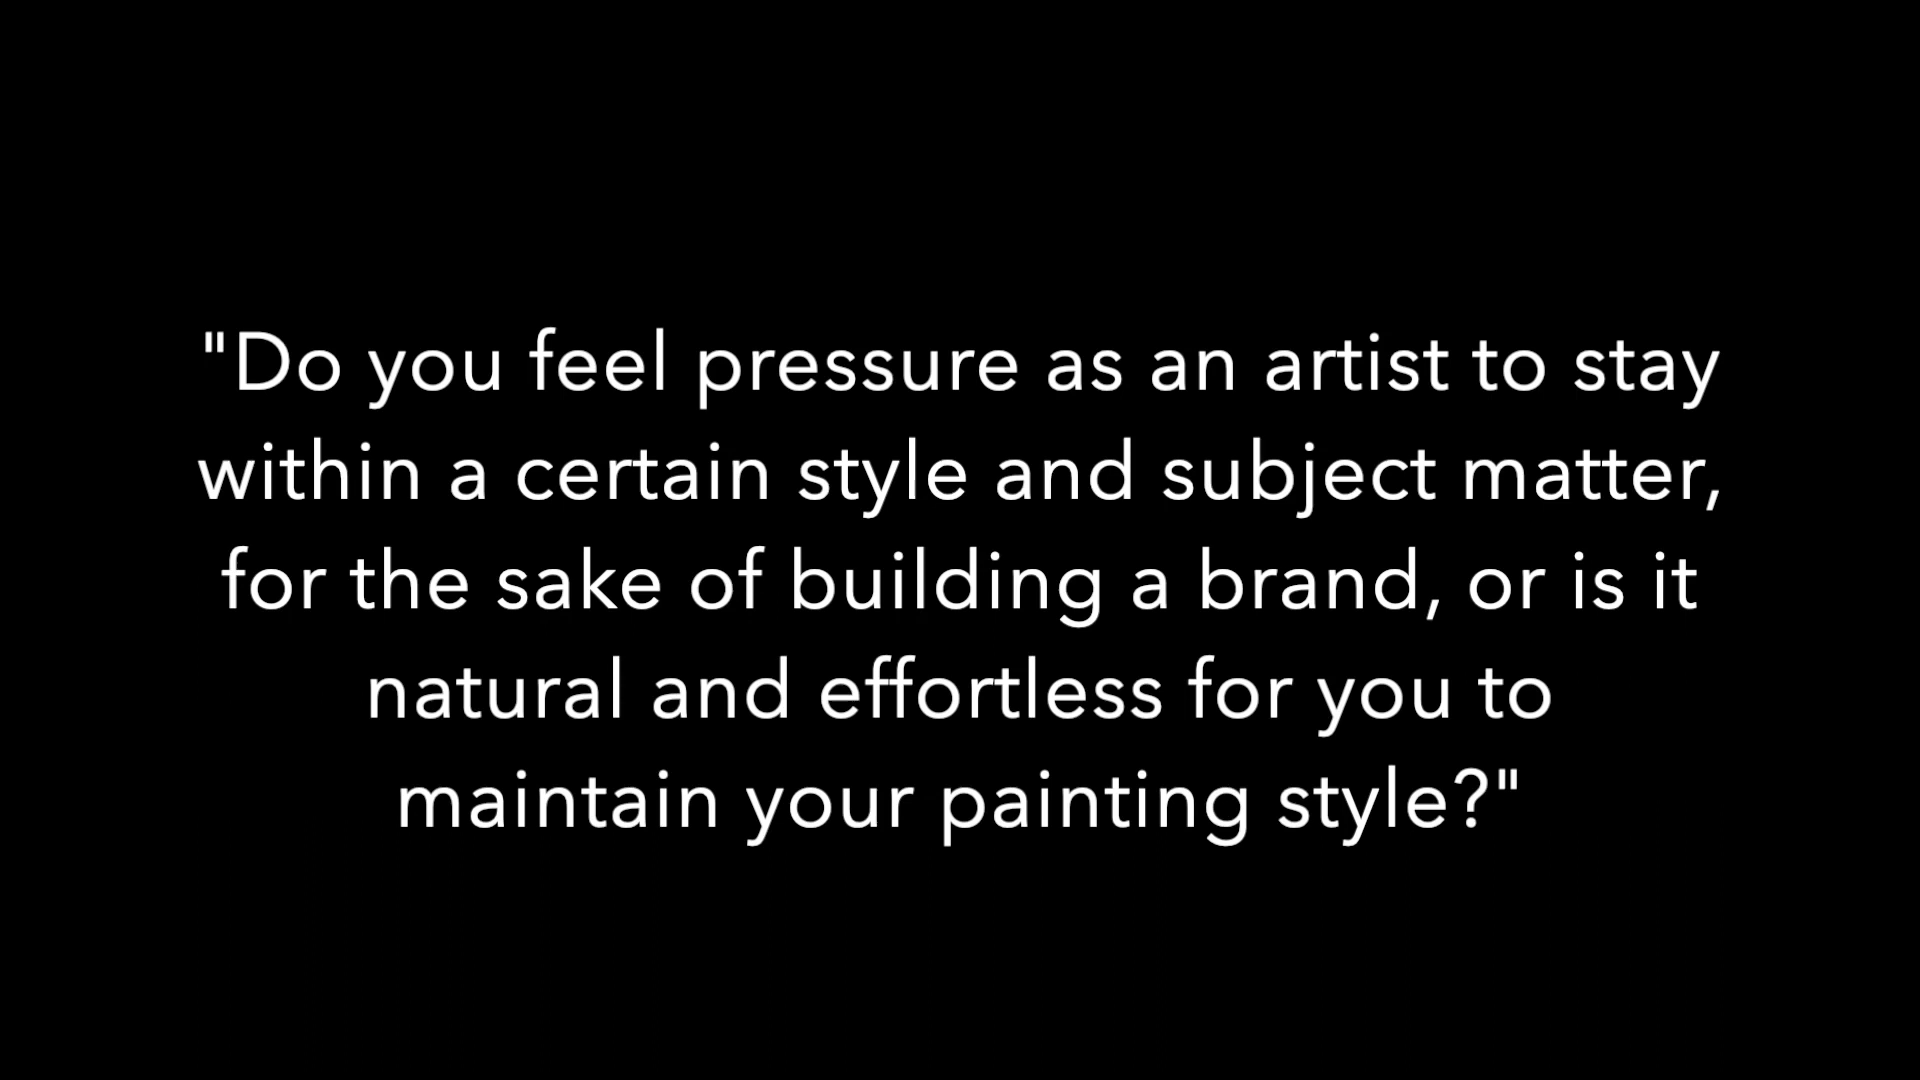 "Do you feel pressure as an artist to stay
within a certain style and subject matter,
for the sake of building a brand, or is it
natural and effortless for you to
maintain your painting style?"